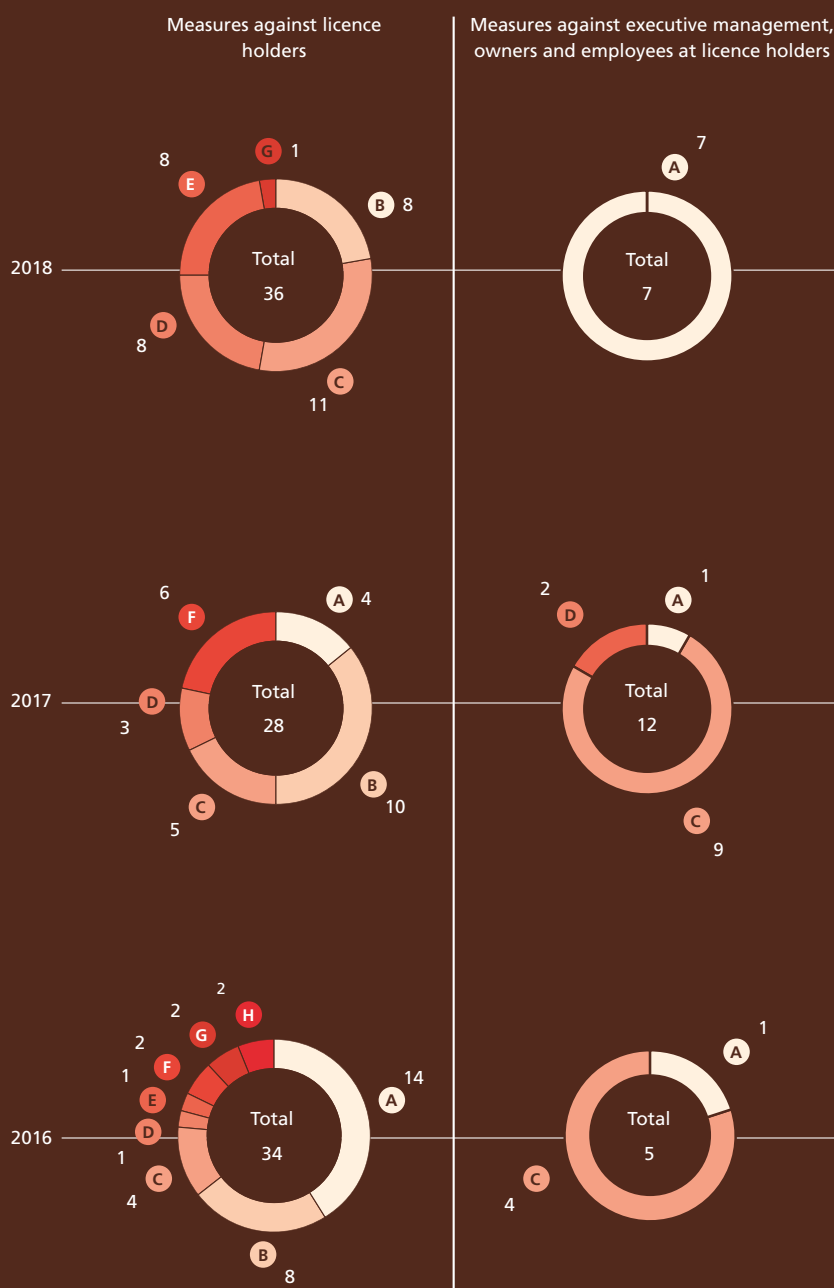 Measures against licence
holders
Measures against executive management,
owners and employees at licence holders
2018
G 1
8
E
B 8
Total
36
D
8
C
11
7
A
Total
7
2017
6
F
A 4
Total
28
D
3
B
10
C
5
1
A
2
D
Total
12
C
9
2016
2
H
2
G
2
F
1
E
D
1
14
A
Total
34
C
4
B
8
1
A
Total
5
C
4